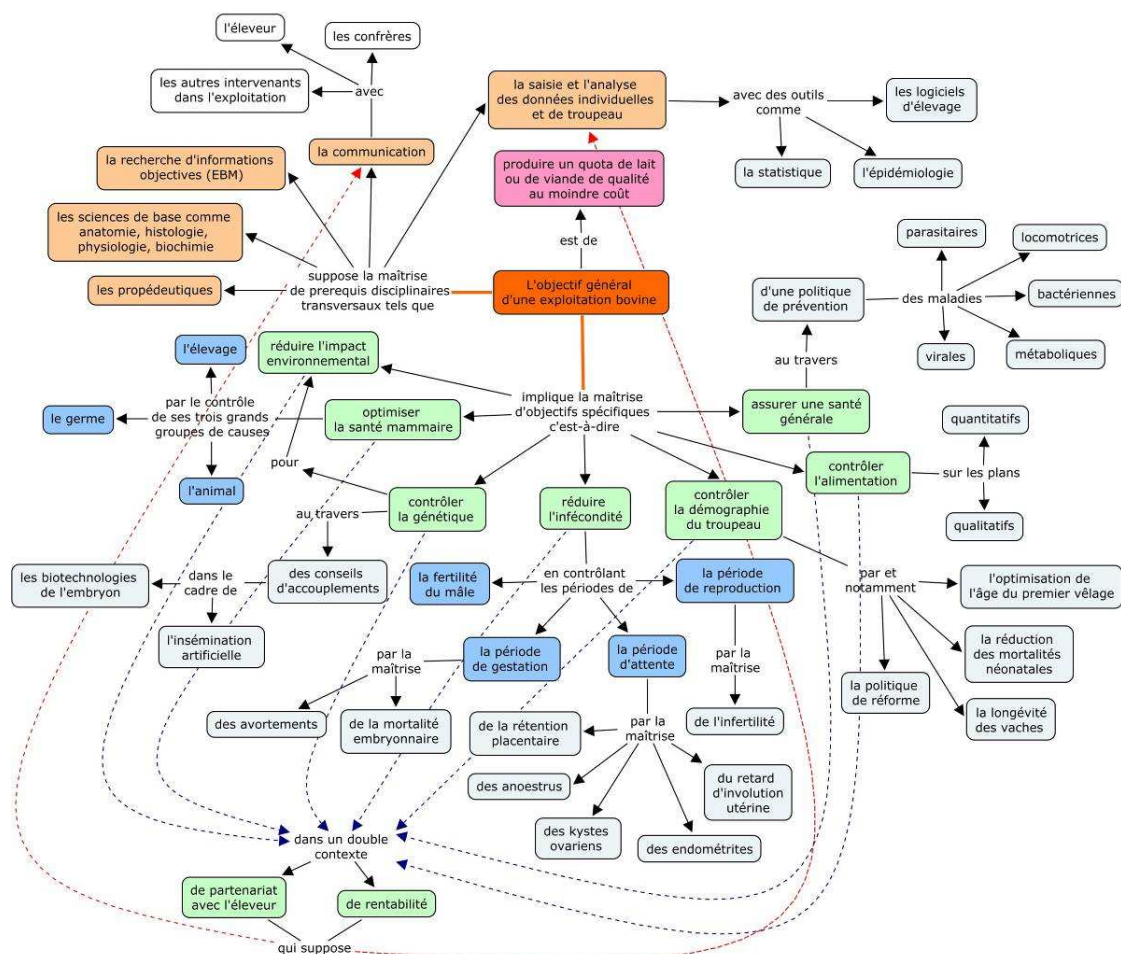 l'éleveur
les confrères
les autres intervenants
dans l'exploitation
avec
la saisie et l'analyse
des données individuelles
et de troupeau
avec des outils
comme
les logiciels
d'élevage
la recherche d'informations
objectives (EBM)
la communication
produire un quota de lait
ou de viande de qualité
au moindre coût
la statistique
l'épidémiologie
les sciences de base comme
anatomie, histologie,
physiologie, biochimie
est de
parasitaires
locomotrices
les propédeutiques
suppose la maîtrise
de prerequis disciplinaires
transversaux tels que
L'objectif général
d'une exploitation bovine
d'une politique
de prévention
des maladies
bactériennes
virales
métaboliques
l'élevage
réduire l'impact
environnemental
au travers
le germe
par le contrôle
de ses trois grands
groupes de causes
optimiser
la santé mammaire
implique la maîtrise
d'objectifs spécifiques
c'est-à-dire
assurer une santé
générale
quantitatifs
l'animal
pour
contrôler
l'alimentation
sur les plans
qualitatifs
au travers
contrôler
la génétique
réduire
l'infécondité
contrôler
la démographie
du troupeau
les biotechnologies
de l'embryon
dans le
cadre de
des conseils
d'accouplements
la fertilité
du mâle
en contrôlant
les périodes de
la période
de reproduction
par et
notamment
l'optimisation de
l'âge du premier vêlage
l'insémination
artificielle
par la
maîtrise
la période
de gestation
la période
d'attente
par la
maîtrise
la réduction
des mortalités
néonatales
la politique
de réforme
la longévité
des vaches
des avortements
de la mortalité
embryonnaire
de la rétention
placentaire
par la
maîtrise
de l'infertilité
des anoestrus
du retard
d'involution
utérine
des kystes
ovariens
des endométrites
dans un double
contexte
de partenariat
avec l'éleveur
de rentabilité
qui suppose